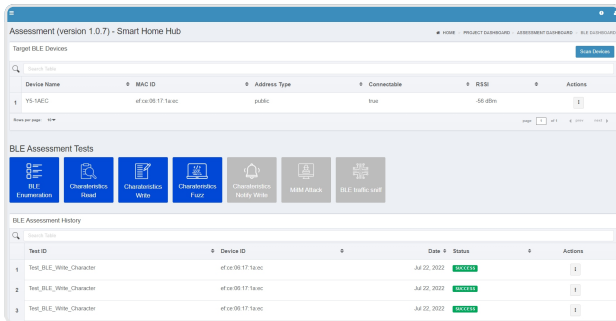 Assessment (version 1.0.7) - Smart Home Hub
HOME - PROJECT DASHBOARD - ASSESSMENT DASHBOARD - BLE DASHBOARD
Target BLE Devices
Scan Devices
Search Table
Device Name MAC ID Address Type Connectable RSSI Actions
1 Y5-1AEC ef:ce:06:17:1a:ec public true -56 dBm
Rows per page: 10 page 1 of 1 prev next
BLE Assessment Tests
BLE Enumeration
Charateristics Read
Charateristics Write
Charateristics Fuzz
Charateristics Notify Write
MitM Attack
BLE traffic sniff
BLE Assessment History
Search Table
Test ID Device ID Date Status Actions
1 Test_BLE_Write_Character ef:ce:06:17:1a:ec Jul 22, 2022 SUCCESS
2 Test_BLE_Write_Character ef:ce:06:17:1a:ec Jul 22, 2022 SUCCESS
3 Test_BLE_Write_Character ef:ce:06:17:1a:ec Jul 22, 2022 SUCCESS